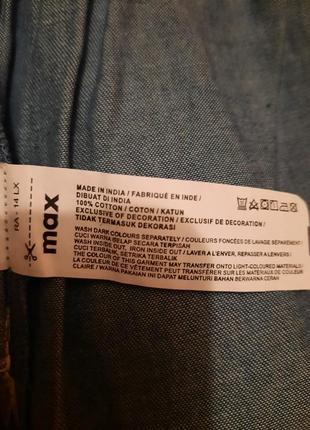 RA - 14 LX
max
MADE IN INDIA / FABRIQUÉ EN INDE /
DIBUAT DI INDIA
100% COTTON / COTON / KATUN
EXCLUSIVE OF DECORATION / EXCLUSIF DE DECORATION /
TIDAK TERMASUK DEKORASI
WASH DARK COLOURS SEPARATELY / COULEURS FONCÉES DE LAVAGE SÉPARÉMENT /
CUCI WARNA GELAP SECARA TERPISAH
WASH INSIDE OUT, IRON INSIDE OUT / LAVER A L'ENVERS, REPASSER A L'ENVERS /
CUCI TERBALIK, SETRIKA TERBALIK
THE COLOUR OF THIS GARMENT MAY TRANSFER ONTO LIGHT-COLOURED MATERIALS /
LA COULEUR DE CE VÊTEMENT PEUT TRANSFÉRER SUR LES MATÉRIAUX DE COULEUR
CLAIRE / WARNA PAKAIAN INI DAPAT MELUNTURI BAHAN BERWARNA CERAH